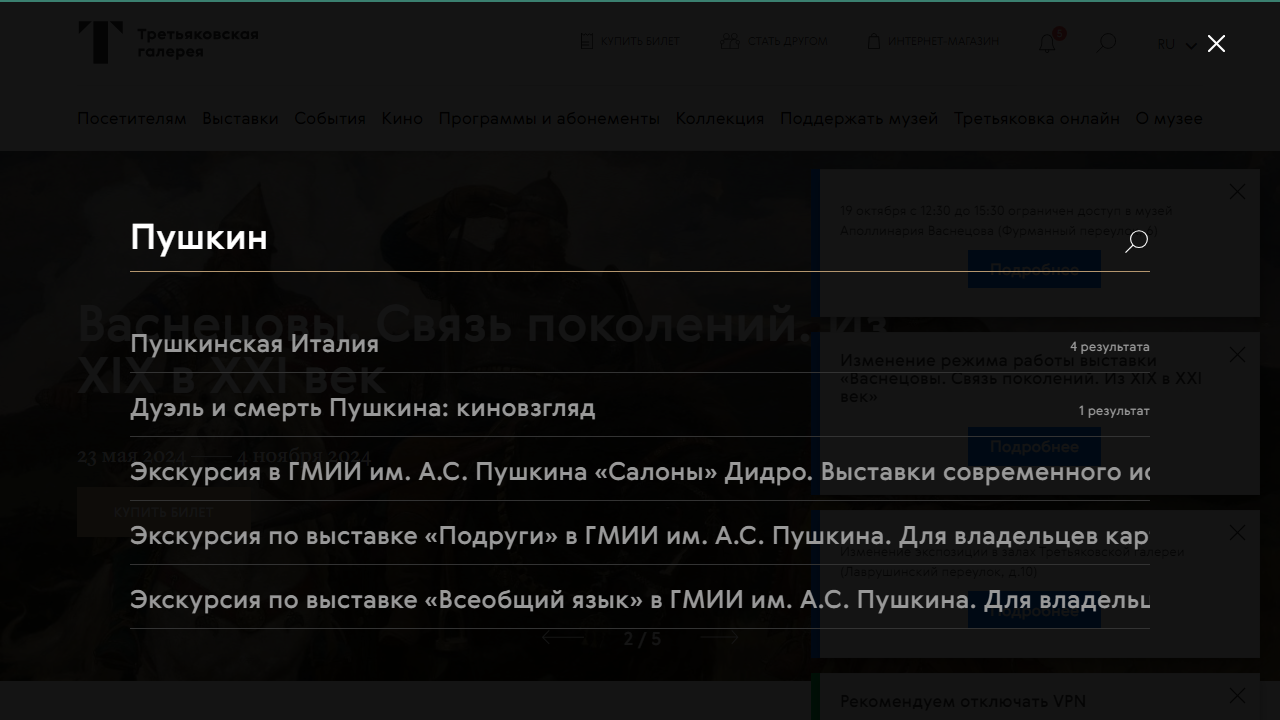 Третьяковская
галерея
КУПИТЬ БИЛЕТ
СТАТЬ ДРУГОМ
ИНТЕРНЕТ-МАГАЗИН
RU
Посетителям Выставки События Кино Программы и абонементы Коллекция Поддержать музей Третьяковка онлайн О музее
Пушкин
Пушкинская Италия
4 результата
Дуэль и смерть Пушкина: киновзгляд
1 результат
Экскурсия в ГМИИ им. А.С. Пушкина «Салоны» Дидро. Выставки современного ис
Экскурсия по выставке «Подруги» в ГМИИ им. А.С. Пушкина. Для владельцев кар
Экскурсия по выставке «Всеобщий язык» в ГМИИ им. А.С. Пушкина. Для владельц
Васнецовы. Связь поколений. Из
XIX в XXI век
23 мая 2024 4 ноября 2024
КУПИТЬ БИЛЕТ
2 / 5
19 октября с 12:30 до 15:30 ограничен доступ в музей
Аполлинария Васнецова (Фурманный переулок, 6)
Подробнее
Изменение режима работы выставки
«Васнецовы. Связь поколений. Из XIX в XXI
век»
Подробнее
Изменение экспозиции в залах Третьяковской галереи
(Лаврушинский переулок, д.10)
Подробнее
Рекомендуем отключать VPN